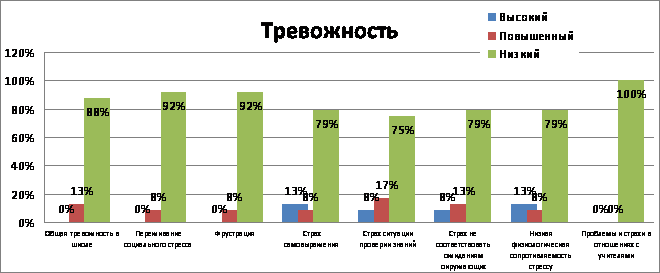 Тревожность
Высокий
Повышенный
Низкий
120%
100%
80%
60%
40%
20%
0%
0% 13% 88%
0% 8% 92%
0% 8% 92%
13% 8% 79%
8% 17% 75%
8% 13% 79%
13% 8% 79%
0% 0% 100%
Общая тревожность в
школе
Переживание
социального стресса
Фрустрация
Страх
самовыражения
Страх ситуации
проверки знаний
Страх не
соответствовать
ожиданиям
окружающих
Низкая
физиологическая
сопротивляемость
стрессу
Проблемы и страхи в
отношениях с
учителями